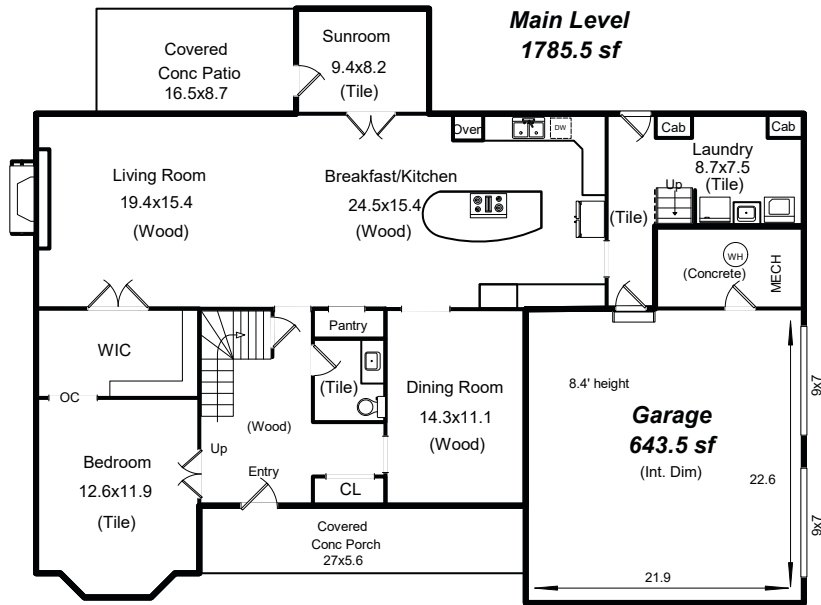 Main Level
1785.5 sf
Covered
Conc Patio
16.5x8.7
Sunroom
9.4x8.2
(Tile)
Living Room
19.4x15.4
(Wood)
Breakfast/Kitchen
24.5x15.4
(Wood)
Oven
DW
Cab
Cab
Laundry
8.7x7.5
(Tile)
Up
(Tile)
WH
(Concrete)
MECH
WIC
OC
Pantry
(Tile)
(Wood)
Up
Entry
CL
Dining Room
14.3x11.1
(Wood)
Bedroom
12.6x11.9
(Tile)
Covered
Conc Porch
27x5.6
8.4' height
Garage
643.5 sf
(Int. Dim)
22.6
21.9
9x7
9x7